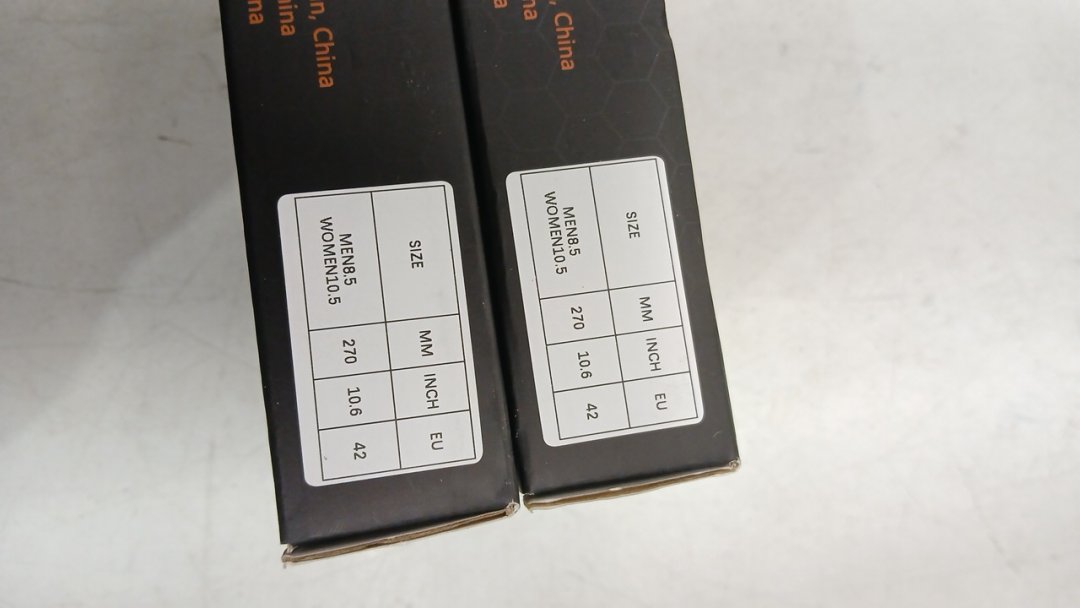 n, China
ina
na
SIZE MM INCH EU
MEN8.5
WOMEN10.5 270 10.6 42
, China
na
a
SIZE MM INCH EU
MEN8.5
WOMEN10.5 270 10.6 42